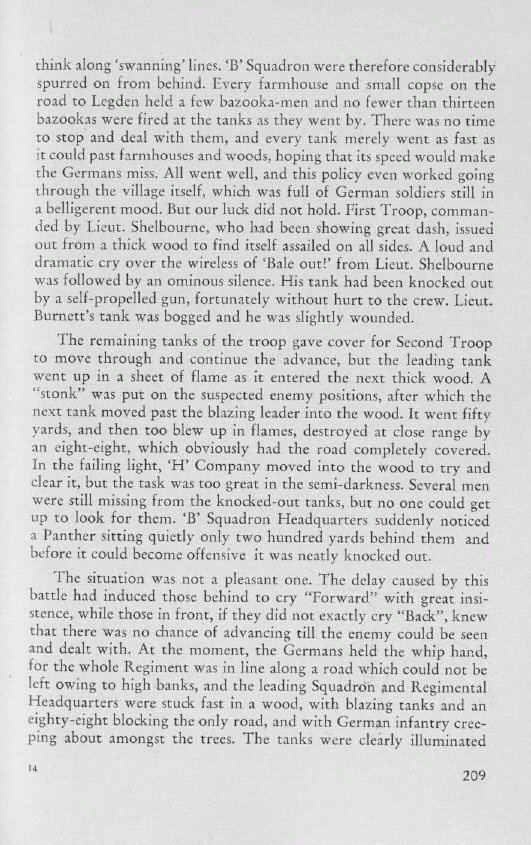 think along ‘swanning’ lines. ‘B’ Squadron were therefore considerably
spurred on from behind. Every farmhouse and small copse on the
road to Legden held a few bazooka-men and no fewer than thirteen
bazookas were fired at the tanks as they went by. There was no time
to stop and deal with them, and every tank merely went as fast as
it could past farmhouses and woods, hoping that its speed would make
the Germans miss. All went well, and this policy even worked going
through the village itself, which was full of German soldiers still in
a belligerent mood. But our luck did not hold. First Troop, comman-
ded by Lieut. Shelbourne, who had been showing great dash, issued
out from a thick wood to find itself assailed on all sides. A loud and
dramatic cry over the wireless of ‘Bale out!’ from Lieut. Shelbourne
was followed by an ominous silence. His tank had been knocked out
by a self-propelled gun, fortunately without hurt to the crew. Lieut.
Burnett’s tank was bogged and he was slightly wounded.
The remaining tanks of the troop gave cover for Second Troop
to move through and continue the advance, but the leading tank
went up in a sheet of flame as it entered the next thick wood. A
“stonk” was put on the suspected enemy positions, after which the
next tank moved past the blazing leader into the wood. It went fifty
yards, and then too blew up in flames, destroyed at close range by
an eight-eight, which obviously had the road completely covered.
In the failing light, ‘H’ Company moved into the wood to try and
clear it, but the task was too great in the semi-darkness. Several men
were still missing from the knocked-out tanks, but no one could get
up to look for them. ‘B’ Squadron Headquarters suddenly noticed
a Panther sitting quietly only two hundred yards behind them and
before it could become offensive it was neatly knocked out.
The situation was not a pleasant one. The delay caused by this
battle had induced those behind to cry “Forward” with great insi-
stence, while those in front, if they did not exactly cry “Back”, knew
that there was no chance of advancing till the enemy could be seen
and dealt with. At the moment, the Germans held the whip hand,
for the whole Regiment was in line along a road which could not be
left owing to high banks, and the leading Squadron and Regimental
Headquarters were stuck fast in a wood, with blazing tanks and an
eighty-eight blocking the only road, and with German infantry cree-
ping about amongst the trees. The tanks were clearly illuminated
14
209